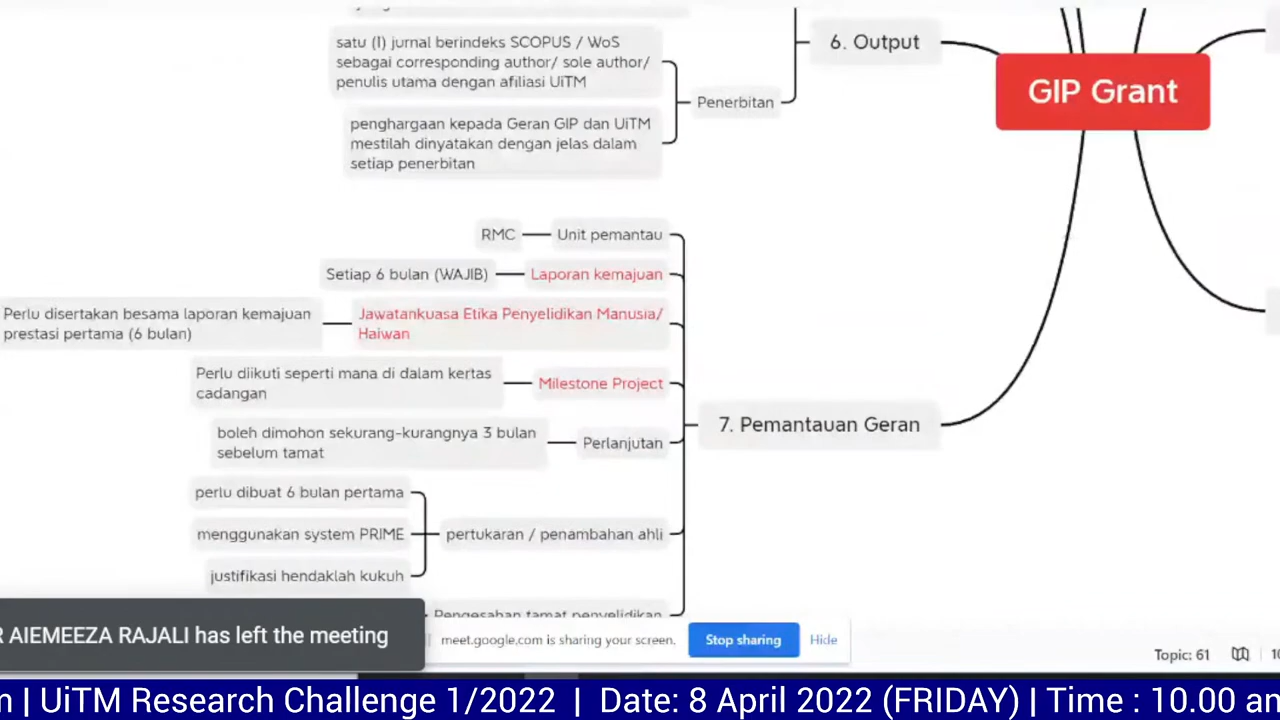 satu (I) jurnal berindeks SCOPUS / WoS
sebagai corresponding author/ sole author/
penulis utama dengan afiliasi UiTM
penghargaan kepada Geran GIP dan UiTM
mestilah dinyatakan dengan jelas dalam
setiap penerbitan
Penerbitan
6. Output
GIP Grant
RMC
Unit pemantau
Setiap 6 bulan (WAJIB)
Laporan kemajuan
Perlu disertakan besama laporan kemajuan
prestasi pertama (6 bulan)
Jawatankuasa Etika Penyelidikan Manusia/
Haiwan
Perlu diikuti seperti mana di dalam kertas
cadangan
Milestone Project
7. Pemantauan Geran
boleh dimohon sekurang-kurangnya 3 bulan
sebelum tamat
Perlanjutan
perlu dibuat 6 bulan pertama
menggunakan system PRIME
justifikasi hendaklah kukuh
pertukaran / penambahan ahli
Pengesahan tamat penyelidikan
R AIEMEEZA RAJALI has left the meeting
meet.google.com is sharing your screen.
Stop sharing
Hide
Topic: 61
m | UiTM Research Challenge 1/2022 | Date: 8 April 2022 (FRIDAY) | Time : 10.00 am